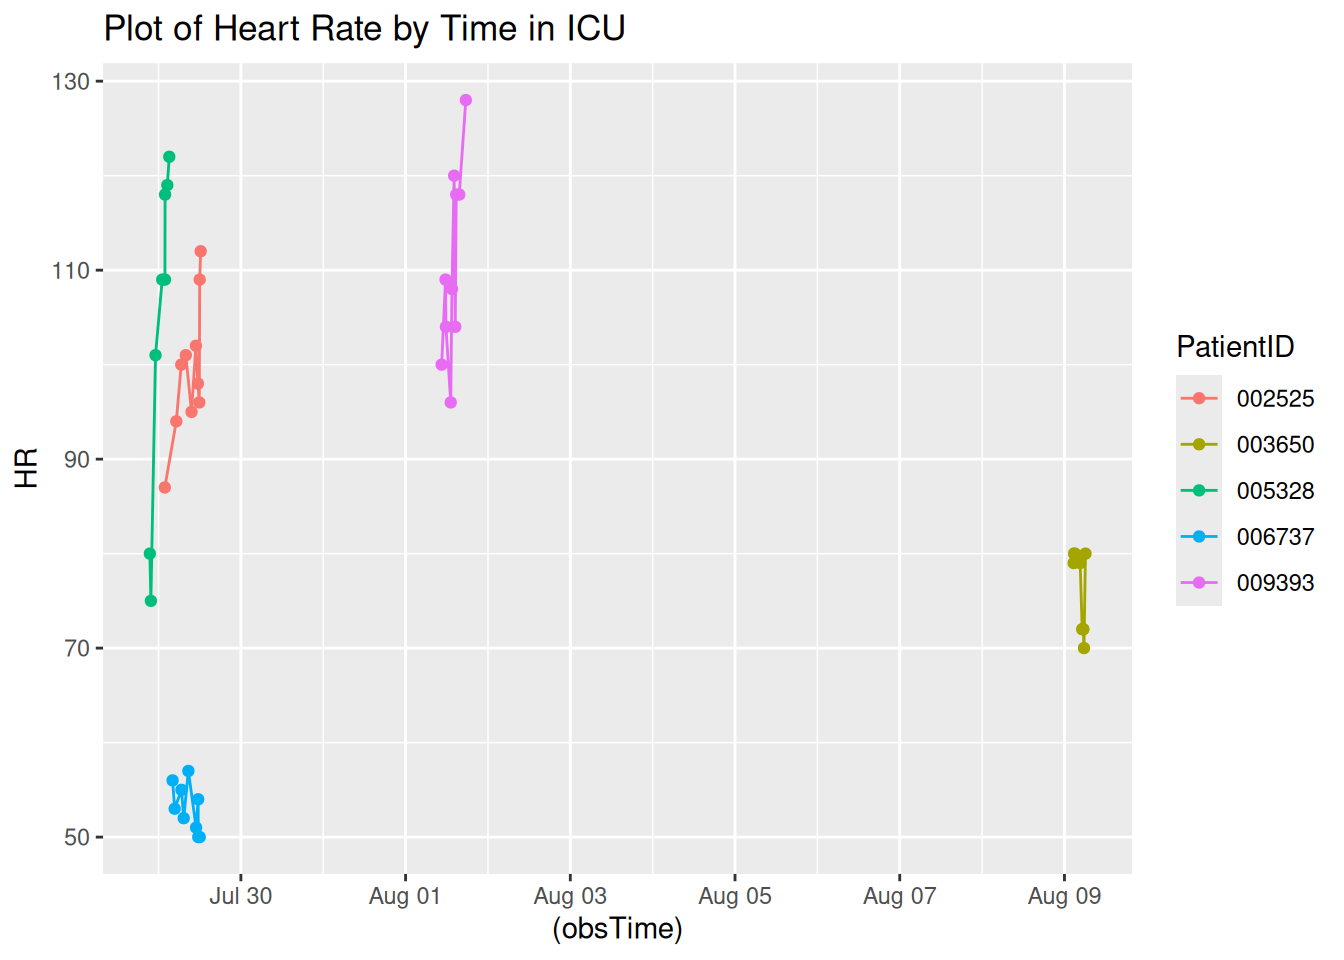 Plot of Heart Rate by Time in ICU
130
110
90
70
50
HR
Jul 30
Aug 01
Aug 03
Aug 05
Aug 07
Aug 09
(obsTime)
PatientID
002525
003650
005328
006737
009393